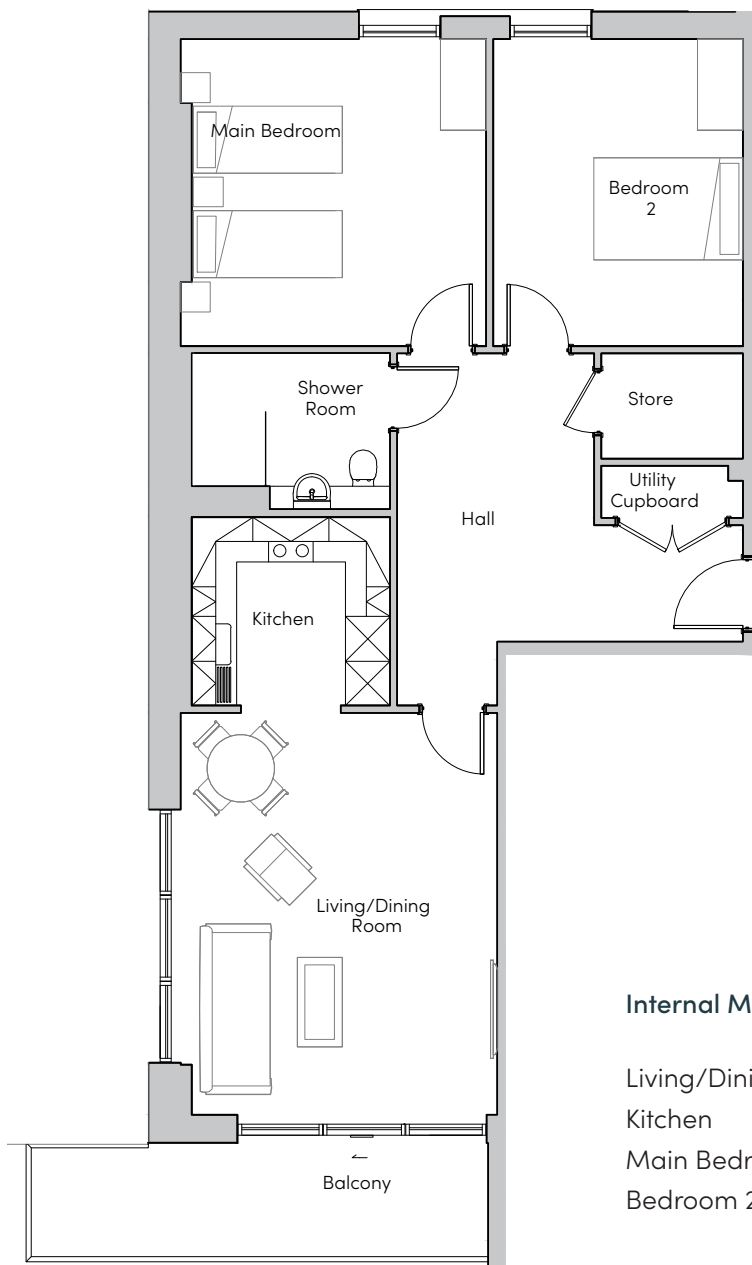 Main Bedroom
Bedroom
2
Shower
Room
Store
Utility
Cupboard
Hall
Kitchen
Living/Dining
Room
Balcony
Internal M
Living/Dini
Kitchen
Main Bedr
Bedroom 2